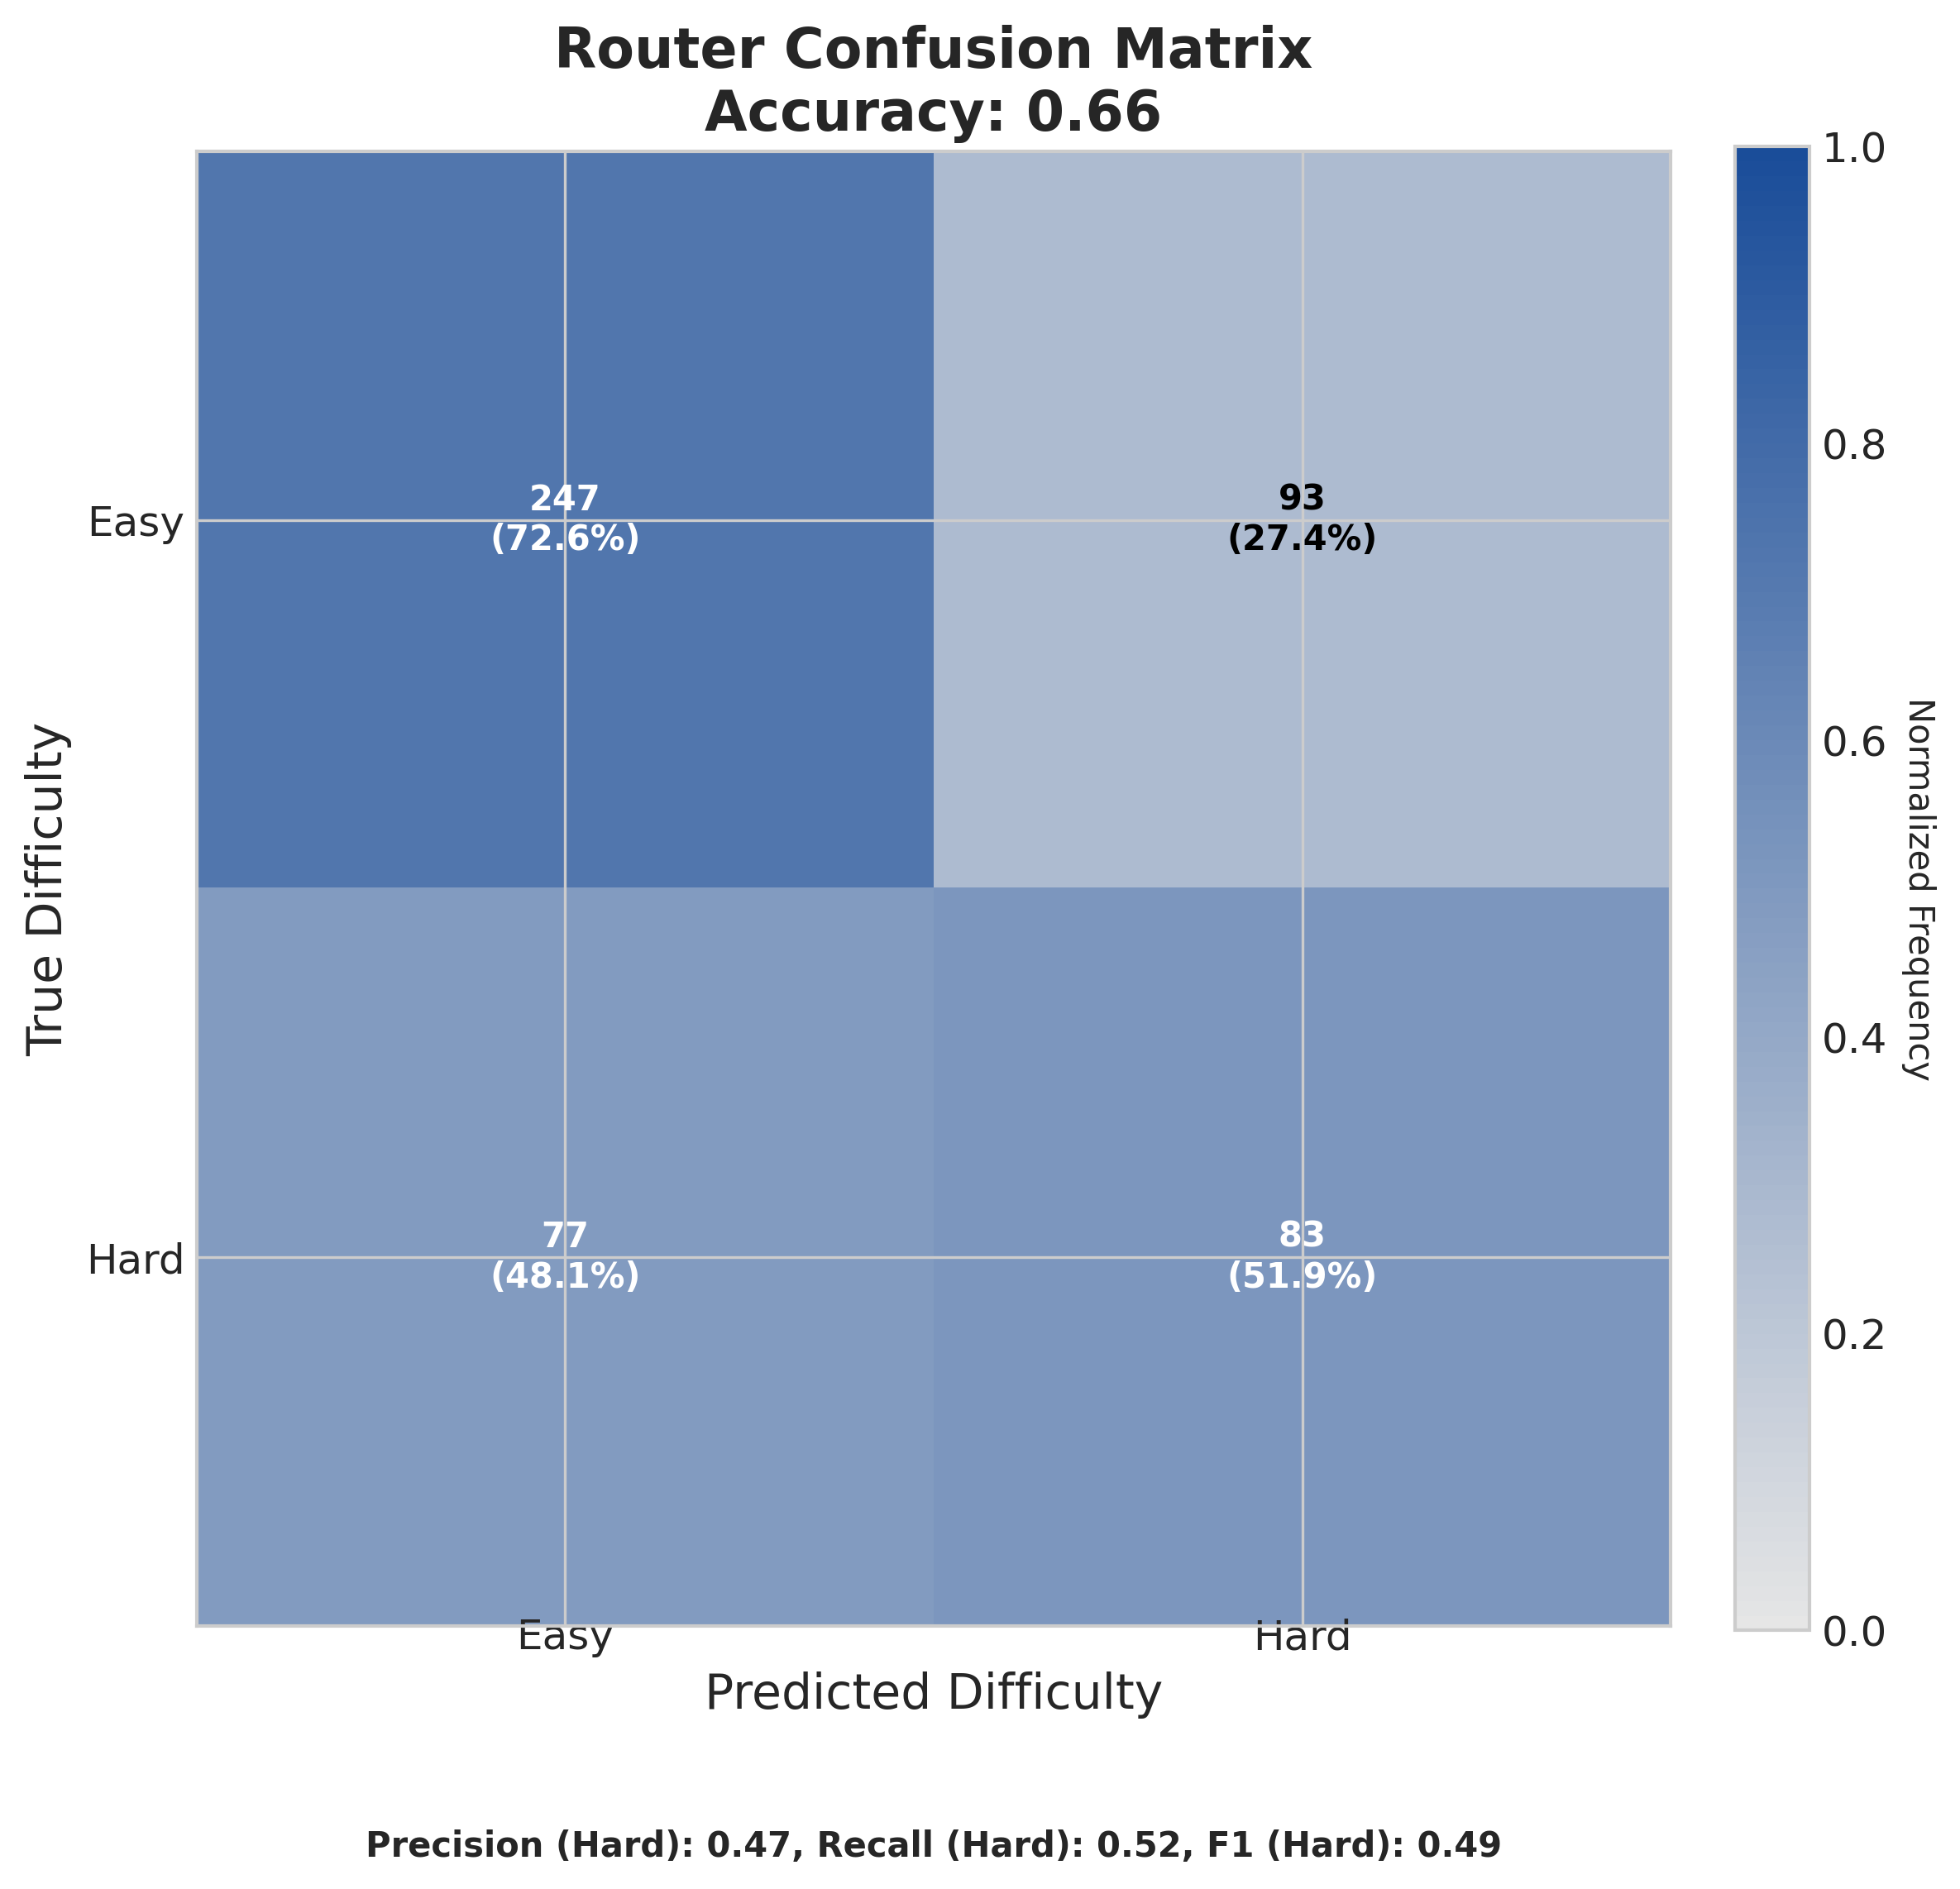 Router Confusion Matrix
Accuracy: 0.66
1.0
0.8
0.6
0.4
0.2
0.0
Normalized Frequency
True Difficulty
Easy
247
(72.6%)
93
(27.4%)
Hard
77
(48.1%)
83
(51.9%)
Easy
Hard
Predicted Difficulty
Precision (Hard): 0.47, Recall (Hard): 0.52, F1 (Hard): 0.49